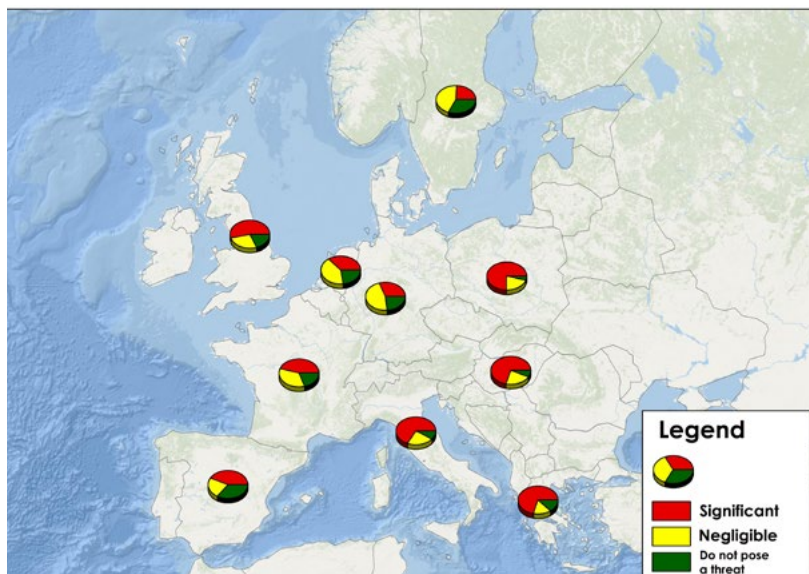 Legend
Significant
Negligible
Do not pose
a threat